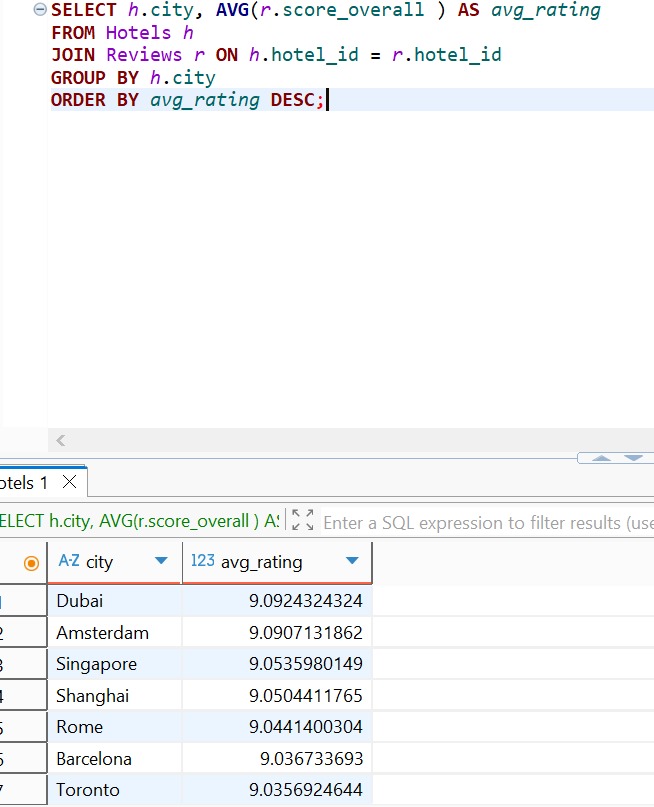 SELECT h.city, AVG(r.score_overall ) AS avg_rating
FROM Hotels h
JOIN Reviews r ON h.hotel_id = r.hotel_id
GROUP BY h.city
ORDER BY avg_rating DESC;
otels 1
ELECT h.city, AVG(r.score_overall ) A Enter a SQL expression to filter results (use
A-Z city 123 avg_rating
Dubai 9.0924324324
2 Amsterdam 9.0907131862
3 Singapore 9.0535980149
4 Shanghai 9.0504411765
5 Rome 9.0441400304
6 Barcelona 9.036733693
7 Toronto 9.0356924644